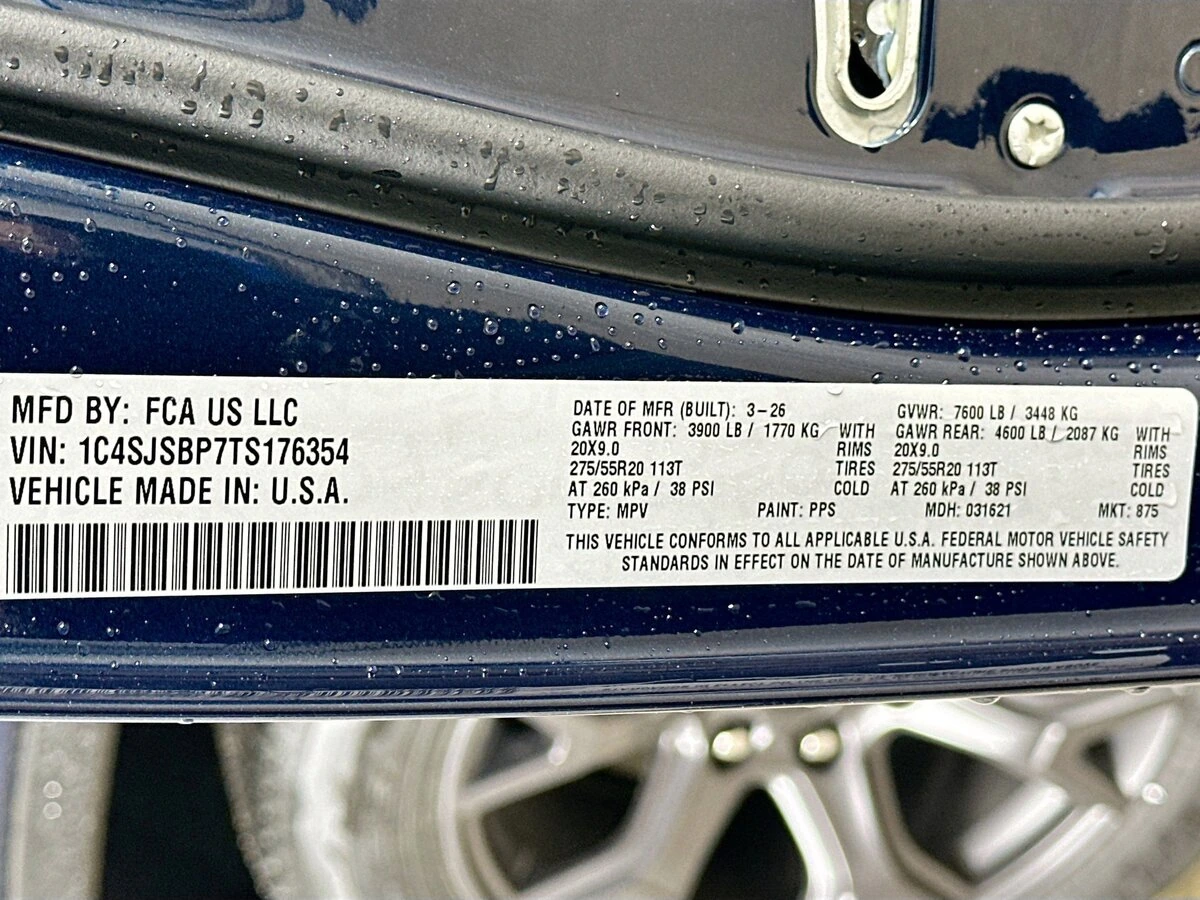 MFD BY: FCA US LLC
VIN: 1C4SJSBP7TS176354
VEHICLE MADE IN: U.S.A.
DATE OF MFR (BUILT): 3-26 GVWR: 7600 LB / 3448 KG
GAWR FRONT: 3900 LB / 1770 KG WITH GAWR REAR: 4600 LB / 2087 KG WITH
20X9.0 RIMS 20X9.0 RIMS
275/55R20 113T TIRES 275/55R20 113T TIRES
AT 260 kPa / 38 PSI COLD AT 260 kPa / 38 PSI COLD
TYPE: MPV PAINT: PPS MDH: 031621 MKT: 875
THIS VEHICLE CONFORMS TO ALL APPLICABLE U.S.A. FEDERAL MOTOR VEHICLE SAFETY
STANDARDS IN EFFECT ON THE DATE OF MANUFACTURE SHOWN ABOVE.